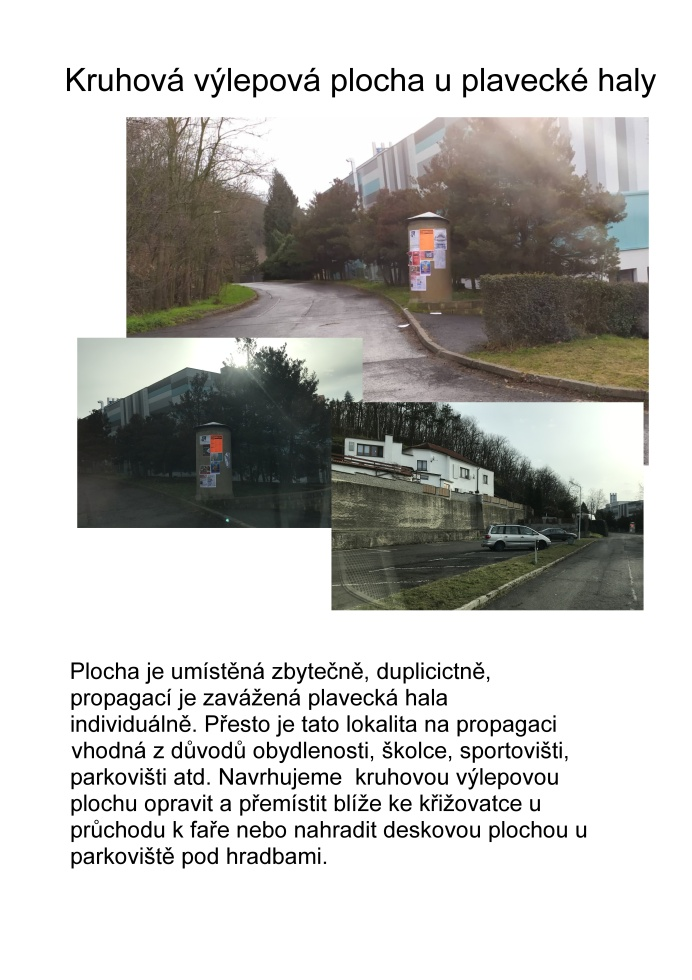 Kruhová výlepová plocha u plavecké haly
Plocha je umístěná zbytečně, duplicictně,
propagací je zavážená plavecká hala
individuálně. Přesto je tato lokalita na propagaci
vhodná z důvodů obydlenosti, školce, sportovišti,
parkovišti atd. Navrhujeme  kruhovou výlepovou
plochu opravit a přemístit blíže ke křižovatce u
průchodu k faře nebo nahradit deskovou plochou u
parkoviště pod hradbami.